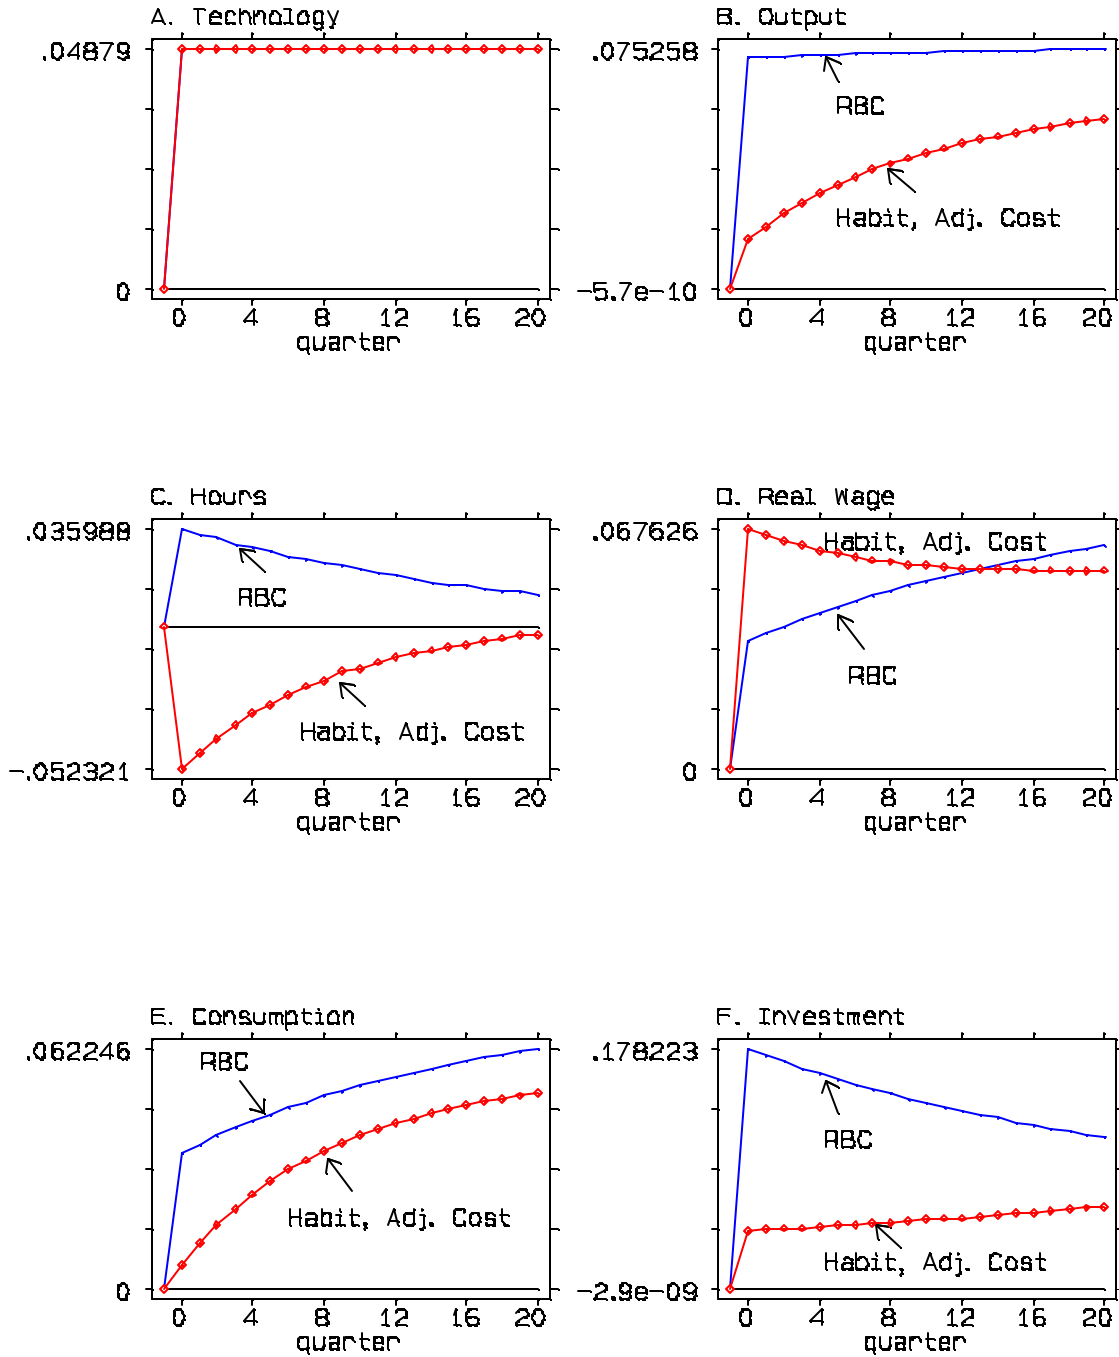 A. Technology
.04879
0
0 4 8 12 16 20
quarter
B. Output
.075258
RBC
Habit, Adj. Cost
-5.7e-10
0 4 8 12 16 20
quarter
C. Hours
.035988
RBC
Habit, Adj. Cost
-.052321
0 4 8 12 16 20
quarter
D. Real Wage
.067626
Habit, Adj. Cost
RBC
0
0 4 8 12 16 20
quarter
E. Consumption
.062246
RBC
Habit, Adj. Cost
0
0 4 8 12 16 20
quarter
F. Investment
.178223
RBC
Habit, Adj. Cost
-2.9e-09
0 4 8 12 16 20
quarter